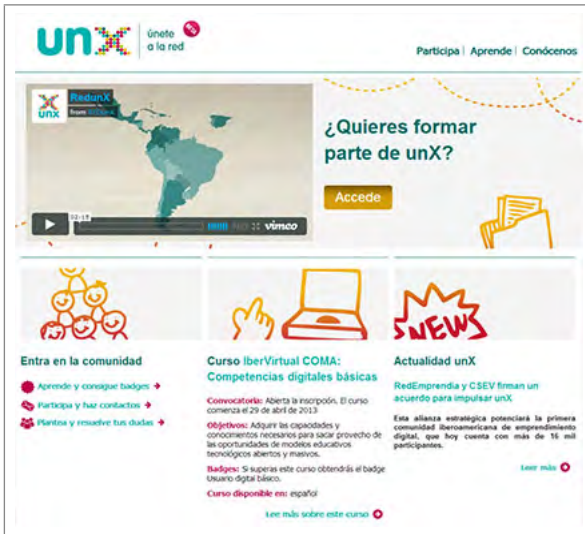 unx
únete
a la red
BETA
Participa | Aprende | Conócenos
unx
RedunX
from
02:18
vimeo
¿Quieres formar
parte de unX?
Accede
NEWS
Entra en la comunidad
Aprende y consigue badges
Participa y haz contactos
Plantea y resuelve tus dudas
Curso IberVirtual COMA:
Competencias digitales básicas
Convocatoria: Abierta la inscripción. El curso
comienza el 29 de abril de 2013
Objetivos: Adquirir las capacidades y
conocimientos necesarios para sacar provecho de
las oportunidades de modelos educativos
tecnológicos abiertos y masivos.
Badges: Si superas este curso obtendrás el badge
Usuario digital básico.
Curso disponible en: español
Lee más sobre este curso
Actualidad unX
RedEmprendia y CSEV firman un
acuerdo para impulsar unX
Esta alianza estratégica potenciará la primera
comunidad iberoamericana de emprendimiento
digital, que hoy cuenta con más de 16 mil
participantes.
Leer más